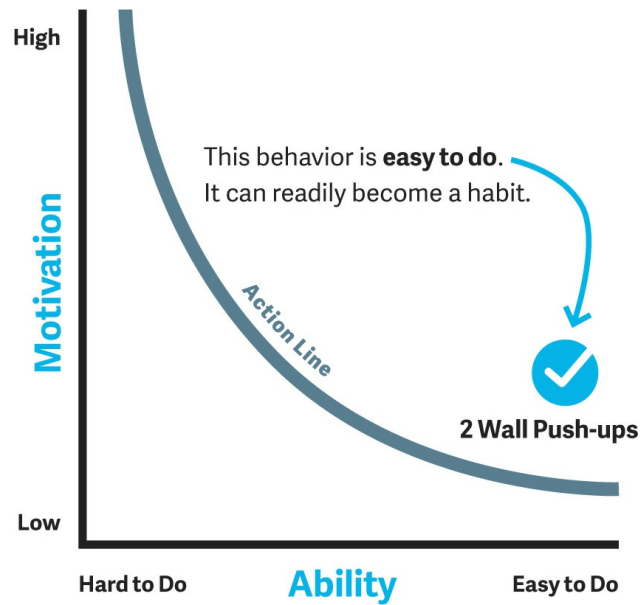 High
This behavior is easy to do.
It can readily become a habit.
Motivation
Action Line
2 Wall Push-ups
Low
Hard to Do
Ability
Easy to Do